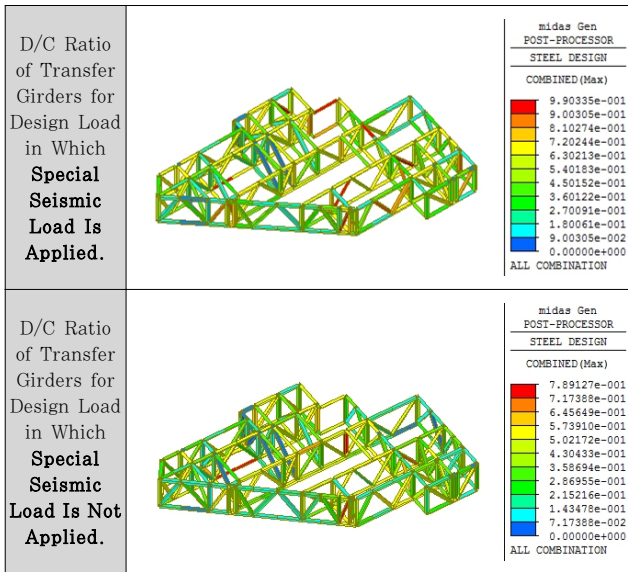 D/C Ratio
of Transfer
Girders for
Design Load
in Which
Special
Seismic
Load Is
Applied.
midas Gen
POST-PROCESSOR
STEEL DESIGN
COMBINED(Max)
9.90335e-001
9.00305e-001
8.10274e-001
7.20244e-001
6.30213e-001
5.40183e-001
4.50152e-001
3.60122e-001
2.70091e-001
1.80061e-001
9.00305e-002
0.00000e+000
ALL COMBINATION
D/C Ratio
of Transfer
Girders for
Design Load
in Which
Special
Seismic
Load Is Not
Applied.
midas Gen
POST-PROCESSOR
STEEL DESIGN
COMBINED(Max)
7.89127e-001
7.17388e-001
6.45649e-001
5.73910e-001
5.02172e-001
4.30433e-001
3.58694e-001
2.86955e-001
2.15216e-001
1.43478e-001
7.17388e-002
0.00000e+000
ALL COMBINATION